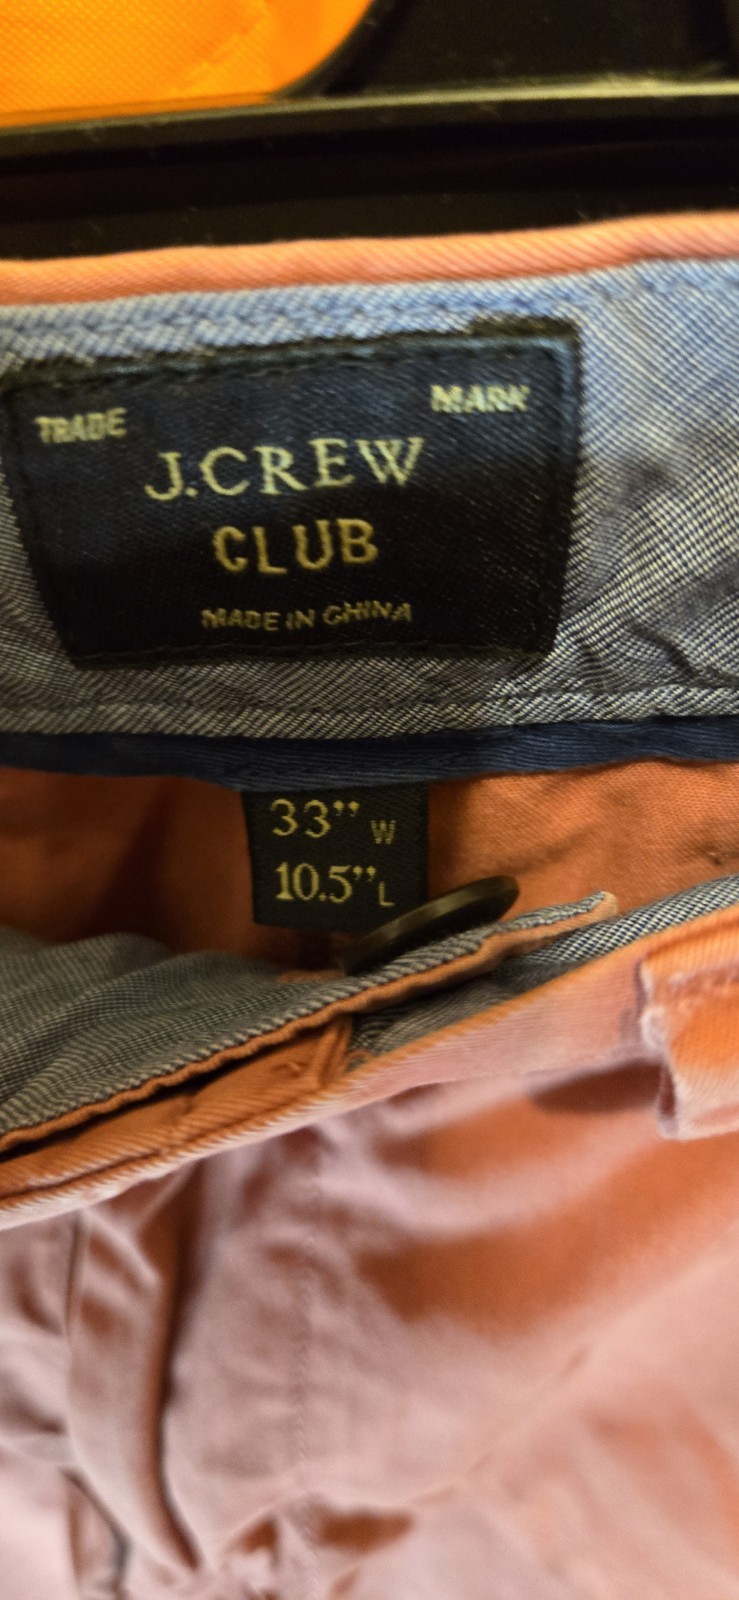 TRADE MARK
J.CREW
CLUB
MADE IN CHINA
33” W
10.5” L